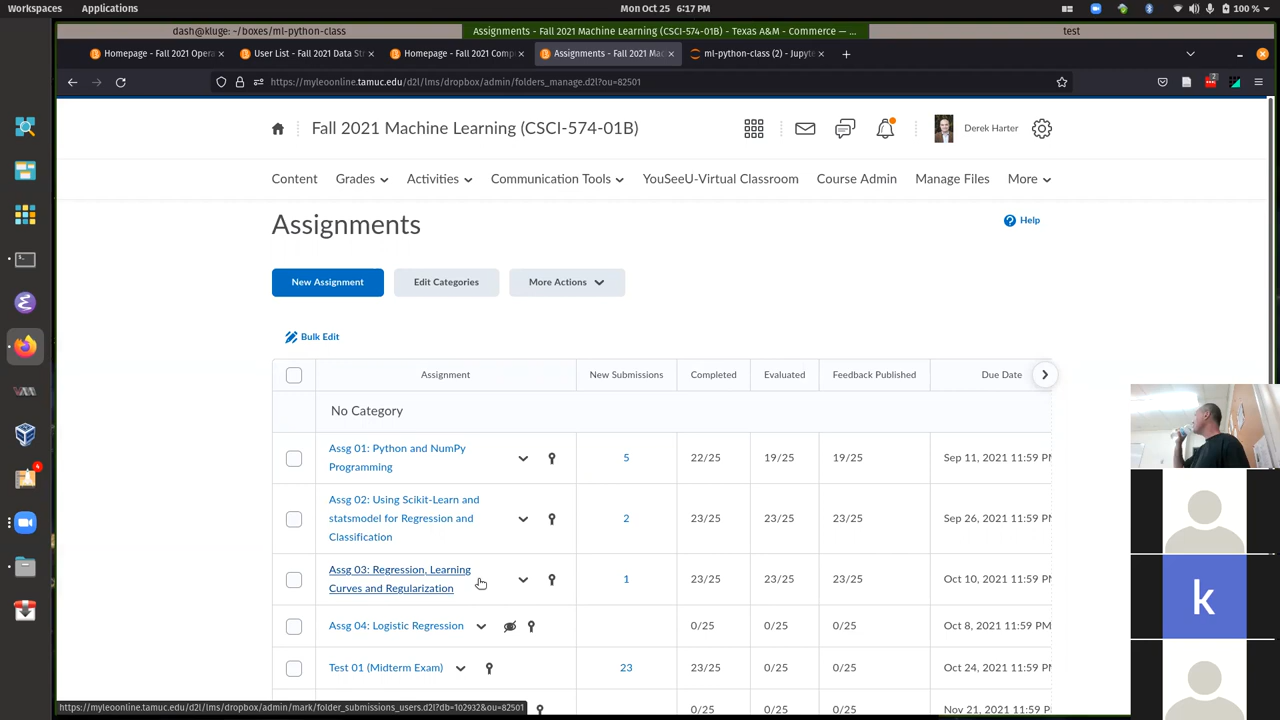 Workspaces Applications Mon Oct 25 6:17 PM 100 %
dash@kluge: ~/boxes/ml-python-class Assignments - Fall 2021 Machine Learning (CSCI-574-01B) - Texas A&M - Commerce — ... test
Homepage - Fall 2021 Opera User List - Fall 2021 Data Str Homepage - Fall 2021 Comp Assignments - Fall 2021 Mac ml-python-class (2) - Jupyte
https://myleoonline.tamuc.edu/d2l/lms/dropbox/admin/folders_manage.d2l?ou=82501
Fall 2021 Machine Learning (CSCI-574-01B) Derek Harter
Content Grades Activities Communication Tools YouSeeU-Virtual Classroom Course Admin Manage Files More
Assignments
Help
New Assignment Edit Categories More Actions
Bulk Edit
Assignment New Submissions Completed Evaluated Feedback Published Due Date
No Category
Assg 01: Python and NumPy
Programming
5 22/25 19/25 19/25 Sep 11, 2021 11:59 PM
Assg 02: Using Scikit-Learn and
statsmodel for Regression and
Classification
2 23/25 23/25 23/25 Sep 26, 2021 11:59 PM
Assg 03: Regression, Learning
Curves and Regularization
1 23/25 23/25 23/25 Oct 10, 2021 11:59 PM
Assg 04: Logistic Regression 0/25 0/25 0/25 Oct 8, 2021 11:59 PM
Test 01 (Midterm Exam) 23 23/25 0/25 0/25 Oct 24, 2021 11:59 PM
0/25 0/25 0/25 Nov 21, 2021 11:59 PM
https://myleoonline.tamuc.edu/d2l/lms/dropbox/admin/mark/folder_submissions_users.d2l?db=102932&ou=82501
k